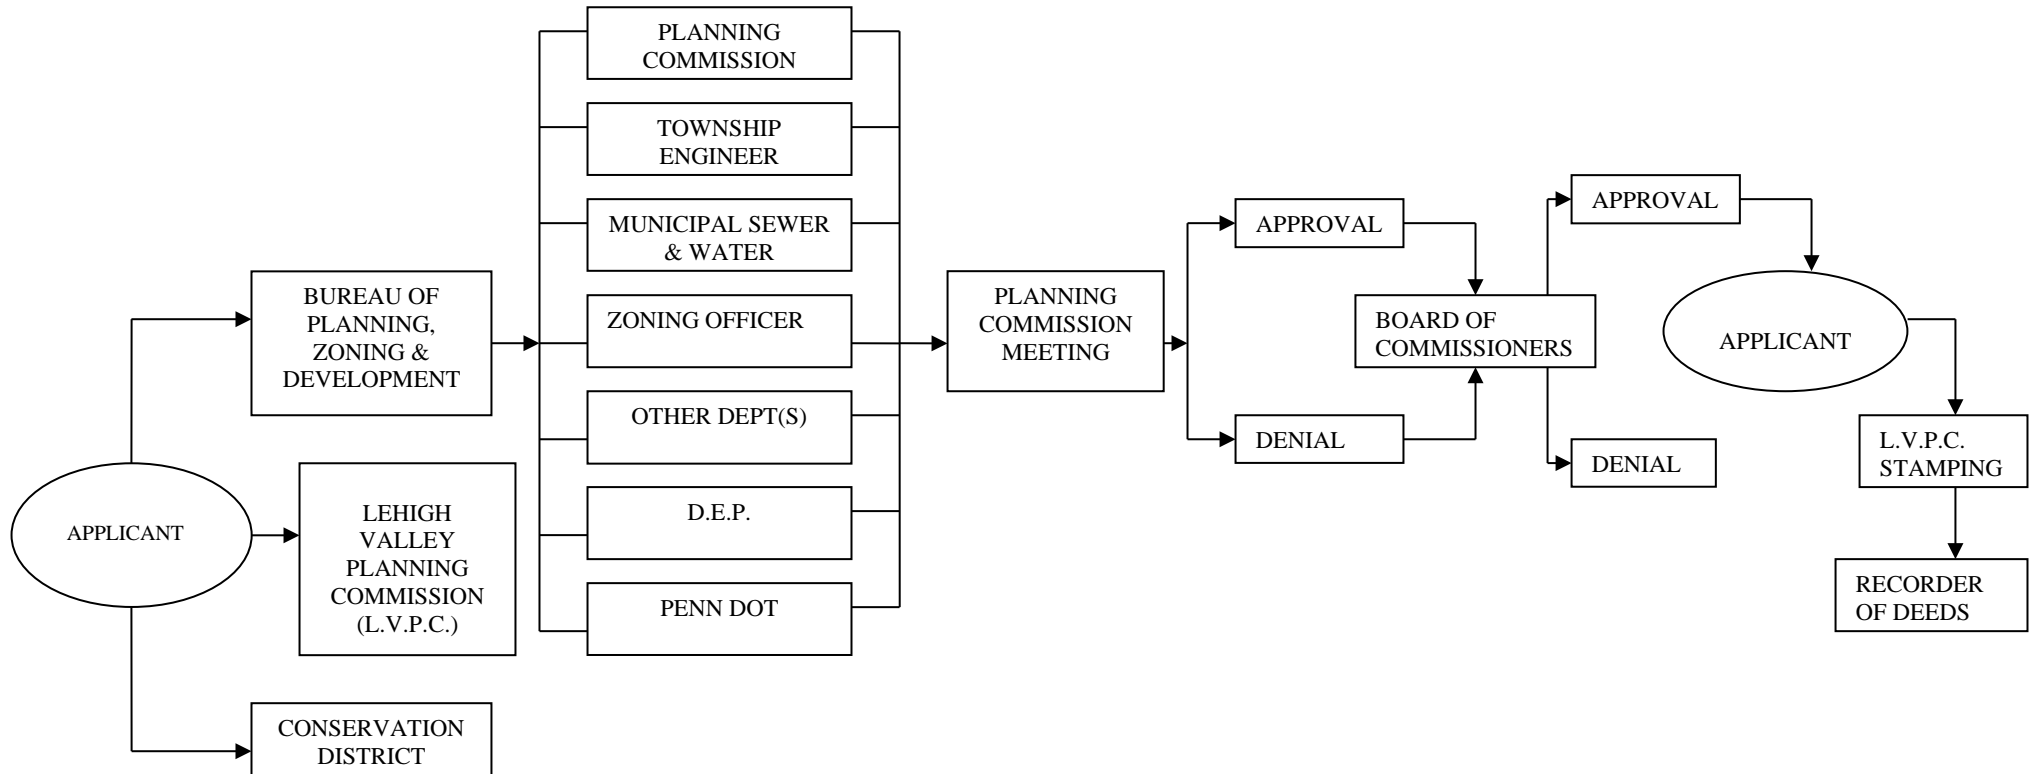 APPLICANT
BUREAU OF
PLANNING,
ZONING &
DEVELOPMENT
LEHIGH
VALLEY
PLANNING
COMMISSION
(L.V.P.C.)
CONSERVATION
DISTRICT
PLANNING
COMMISSION
TOWNSHIP
ENGINEER
MUNICIPAL SEWER
& WATER
ZONING OFFICER
OTHER DEPT(S)
D.E.P.
PENN DOT
PLANNING
COMMISSION
MEETING
APPROVAL
DENIAL
BOARD OF
COMMISSIONERS
APPROVAL
DENIAL
APPLICANT
L.V.P.C.
STAMPING
RECORDER
OF DEEDS